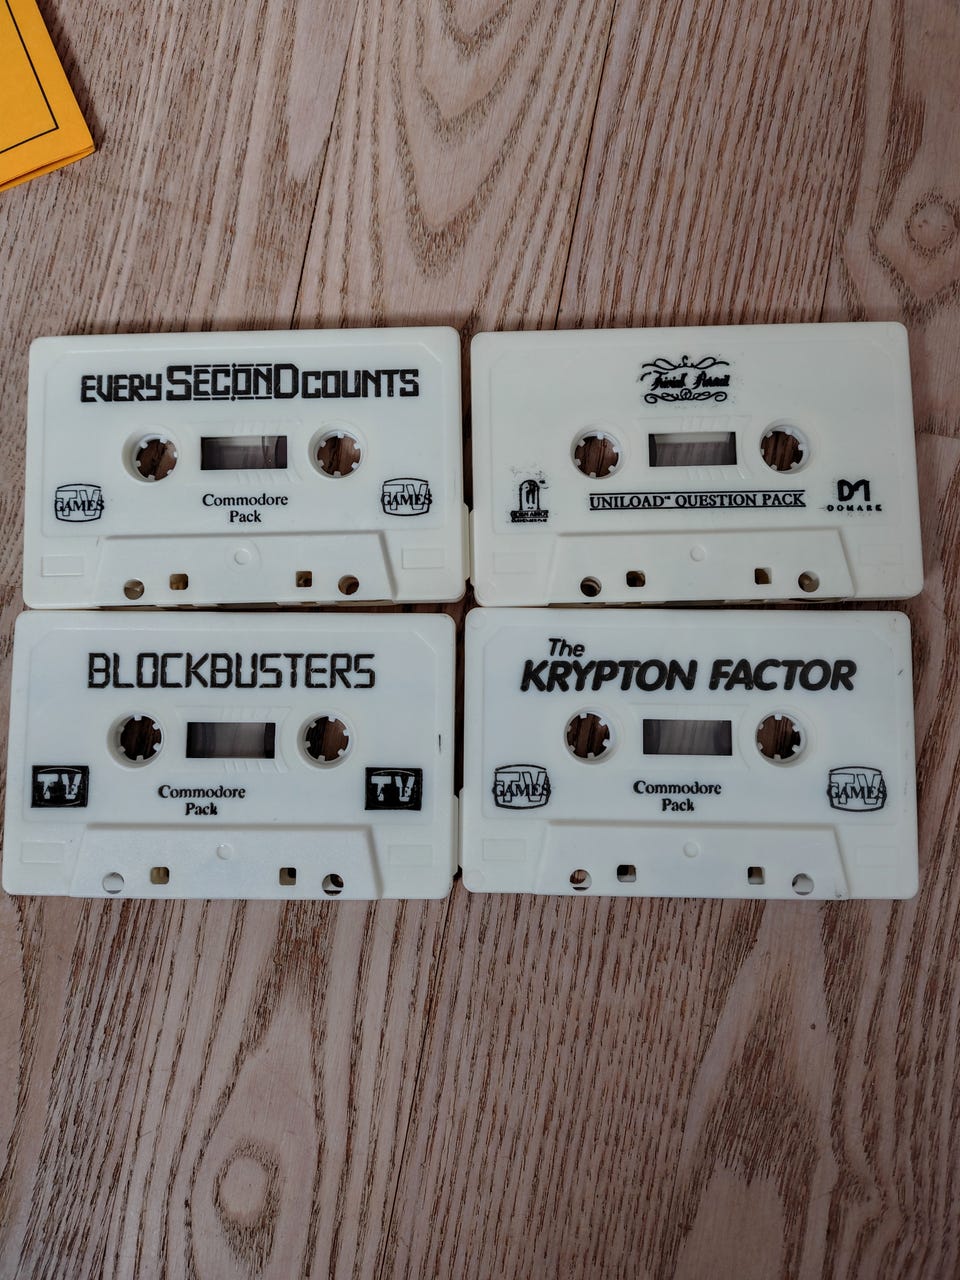 EVERY SECOND COUNTS
TV
GAMES
Commodore
Pack
TV
GAMES
Trivial Pursuit
UNILOAD™ QUESTION PACK
DOMARK
BLOCKBUSTERS
TV
Commodore
Pack
TV
The
KRYPTON FACTOR
TV
GAMES
Commodore
Pack
TV
GAMES